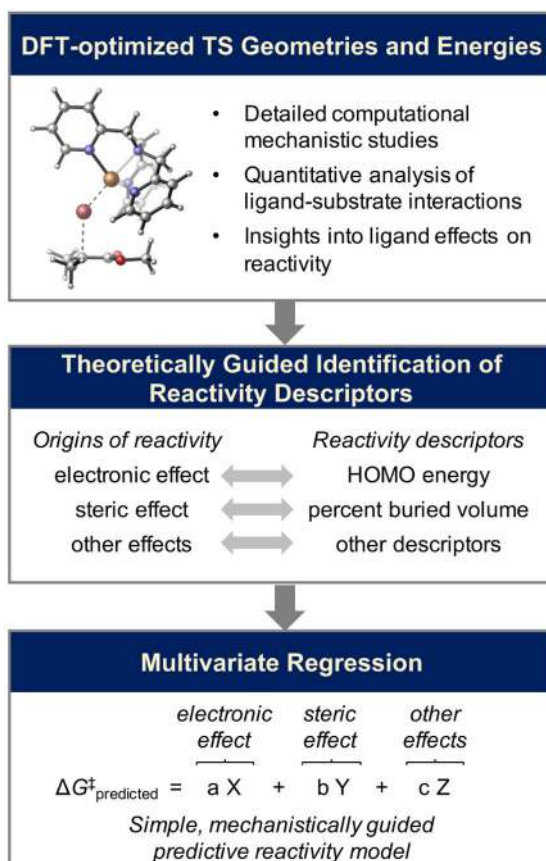 DFT-optimized TS Geometries and Energies
• Detailed computational
mechanistic studies
• Quantitative analysis of
ligand-substrate interactions
• Insights into ligand effects on
reactivity
Theoretically Guided Identification of
Reactivity Descriptors
Origins of reactivity Reactivity descriptors
electronic effect HOMO energy
steric effect percent buried volume
other effects other descriptors
Multivariate Regression
electronic steric other
effect effect effects
ΔG‡predicted = a X + b Y + c Z
Simple, mechanistically guided
predictive reactivity model